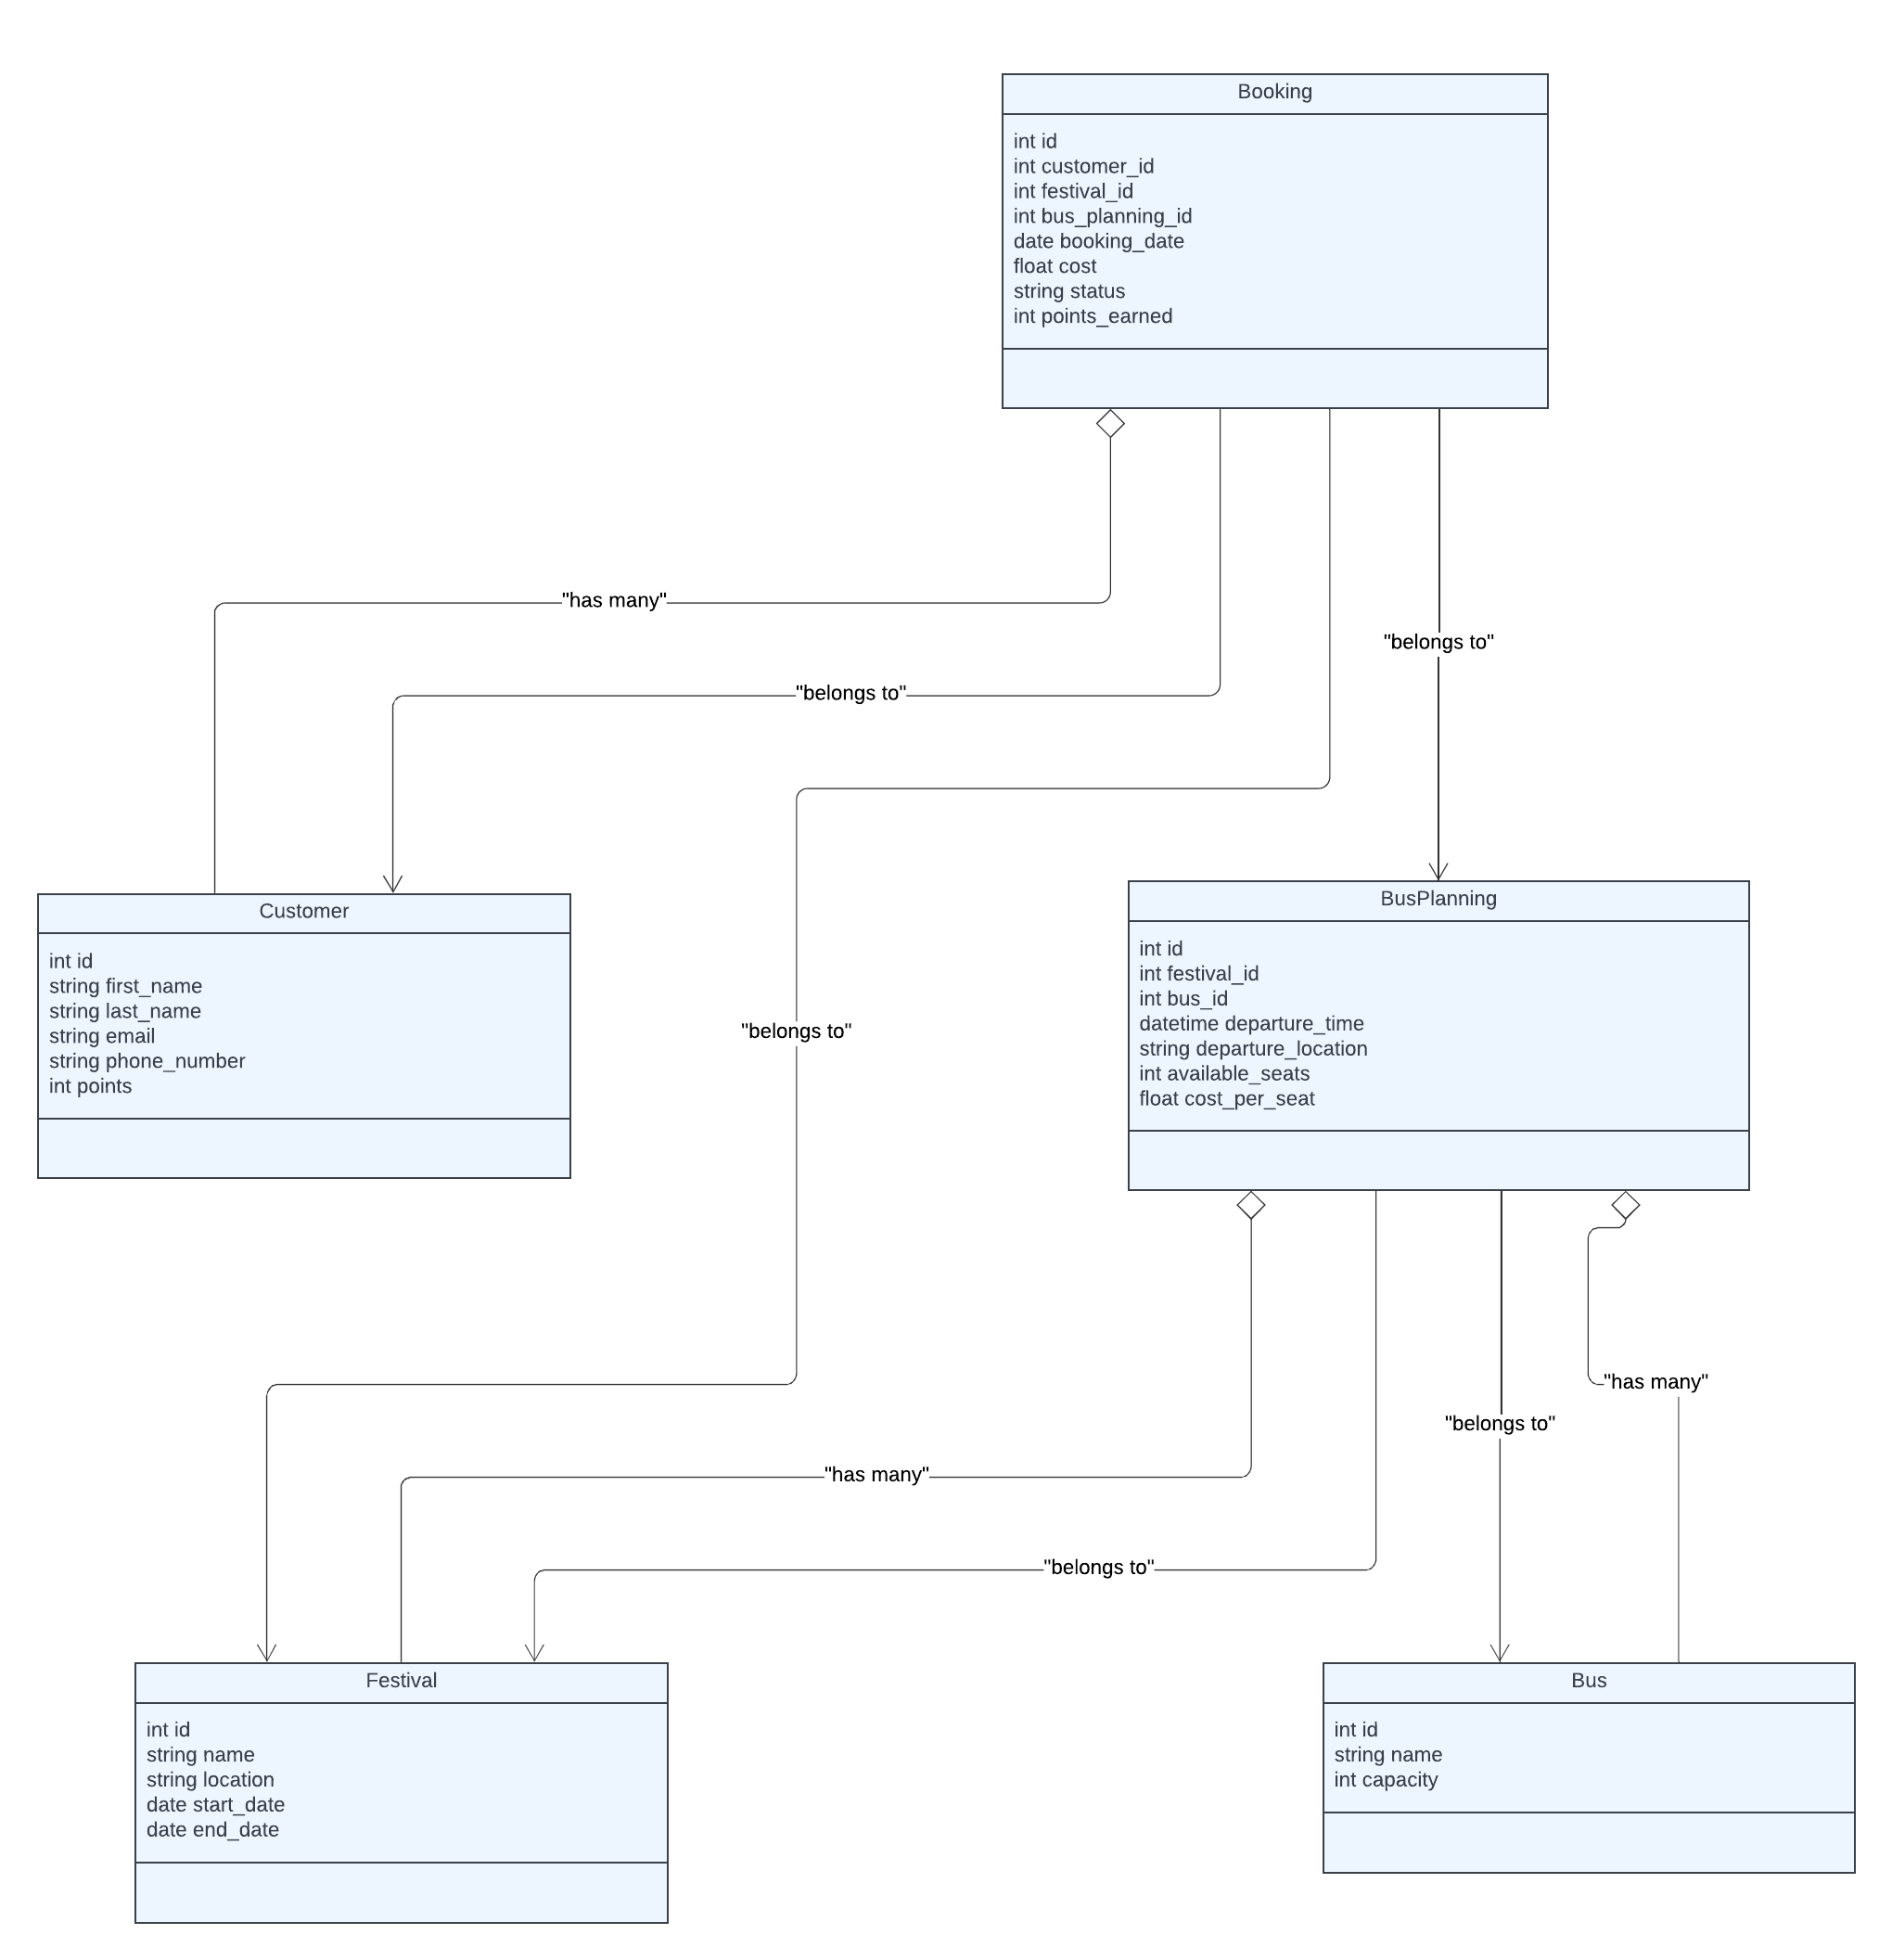 Booking
int id
int customer_id
int festival_id
int bus_planning_id
date booking_date
float cost
string status
int points_earned
"has many"
"belongs to"
"belongs to"
"belongs to"
Customer
int id
string first_name
string last_name
string email
string phone_number
int points
BusPlanning
int id
int festival_id
int bus_id
datetime departure_time
string departure_location
int available_seats
float cost_per_seat
"has many"
"belongs to"
"belongs to"
"has many"
Festival
int id
string name
string location
date start_date
date end_date
Bus
int id
string name
int capacity